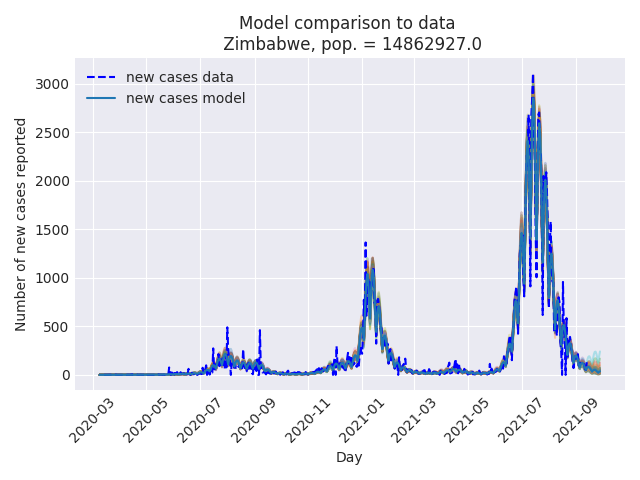 Model comparison to data
Zimbabwe, pop. = 14862927.0
new cases data
new cases model
Number of new cases reported
3000
2500
2000
1500
1000
500
0
2020-03
2020-05
2020-07
2020-09
2020-11
2021-01
2021-03
2021-05
2021-07
2021-09
Day